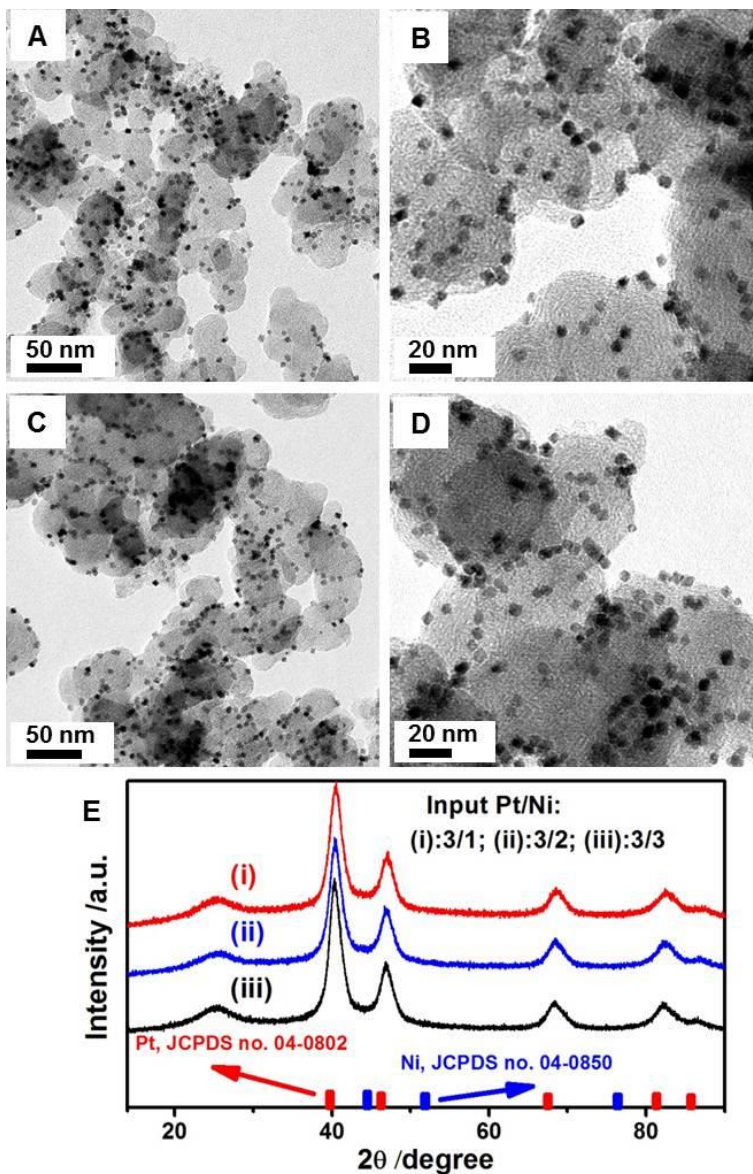 A
B
50 nm
20 nm
C
D
50 nm
20 nm
E
Input Pt/Ni:
(i):3/1; (ii):3/2; (iii):3/3
(i)
(ii)
(iii)
Intensity /a.u.
Pt, JCPDS no. 04-0802
Ni, JCPDS no. 04-0850
20 40 60 80
2θ /degree